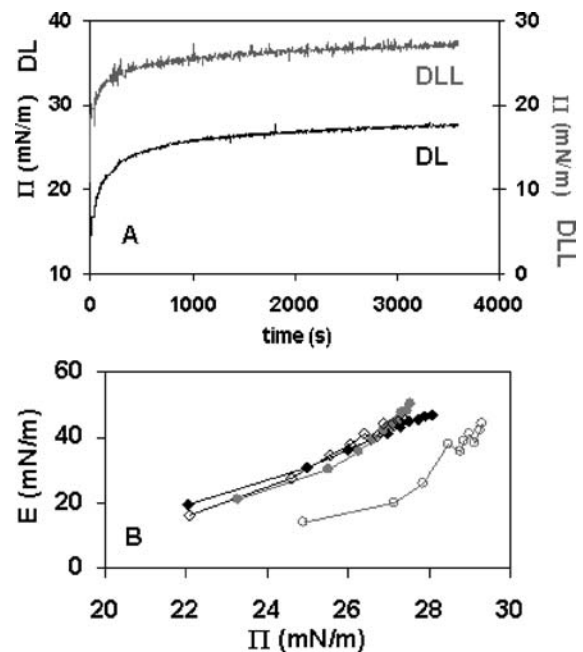 40 30
Π (mN/m) DL
30 20
DLL
DL
20 10
A
10 0
Π (mN/m)
DLL
0 1000 2000 3000 4000
time (s)
60
40
E (mN/m)
20
B
0
20 22 24 26 28 30
Π (mN/m)